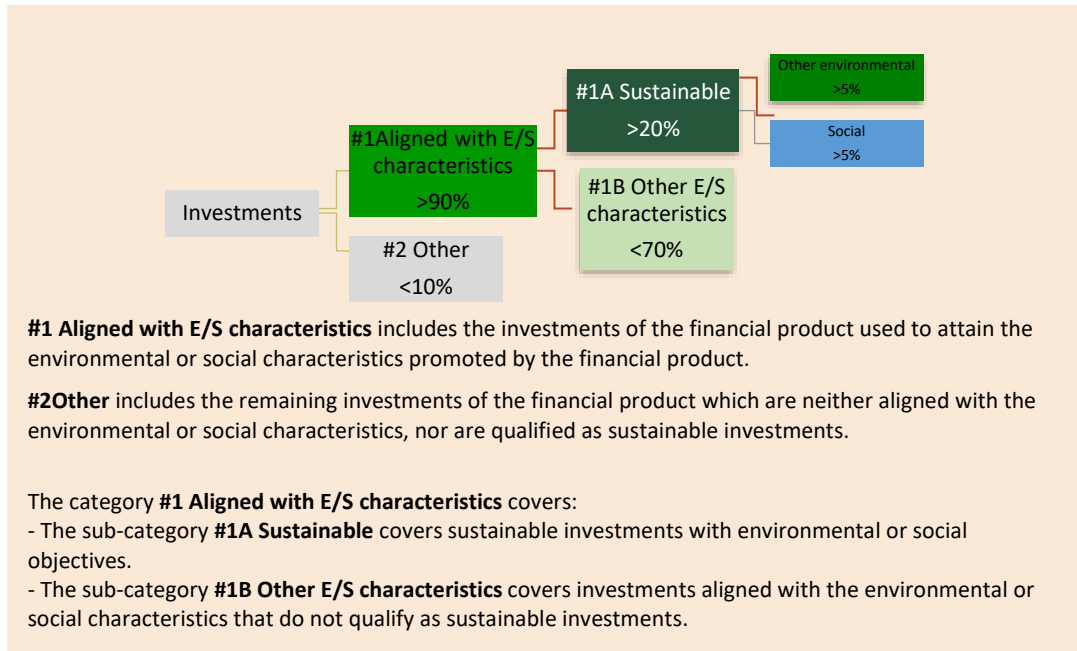 Other environmental
>5%
#1A Sustainable
>20%
Social
>5%
#1Aligned with E/S
characteristics
>90%
#1B Other E/S
characteristics
<70%
Investments
#2 Other
<10%
#1 Aligned with E/S characteristics includes the investments of the financial product used to attain the
environmental or social characteristics promoted by the financial product.
#2Other includes the remaining investments of the financial product which are neither aligned with the
environmental or social characteristics, nor are qualified as sustainable investments.
The category #1 Aligned with E/S characteristics covers:
- The sub-category #1A Sustainable covers sustainable investments with environmental or social
objectives.
- The sub-category #1B Other E/S characteristics covers investments aligned with the environmental or
social characteristics that do not qualify as sustainable investments.